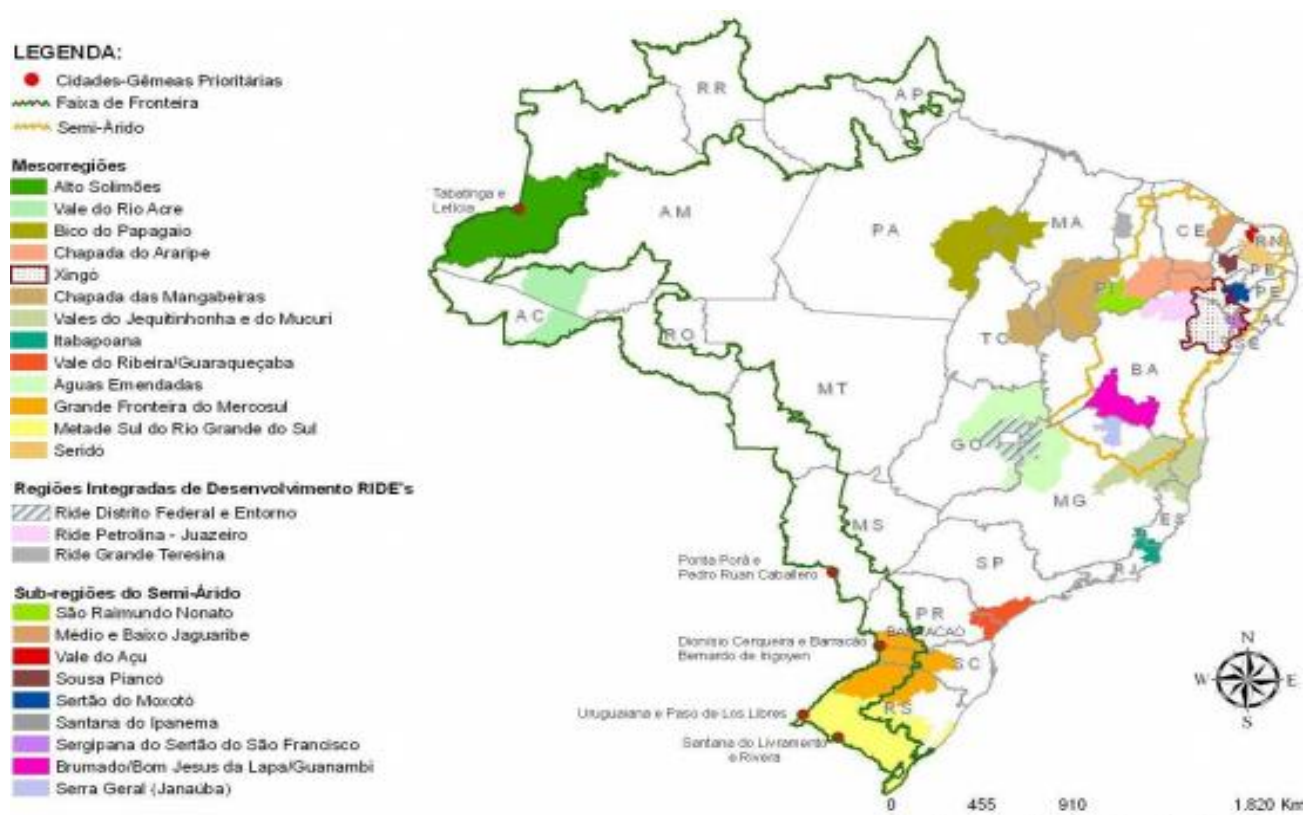 LEGENDA:
Cidades-Gêmeas Prioritárias
Faixa de Fronteira
Semi-Àrido
Mesorregiões
Alto Solimões
Vale do Rio Acre
Bico do Papagaio
Chapada do Araripe
Xingó
Chapada das Mangabeiras
Vales do Jequitinhonha e do Mucuri
Itabapoana
Vale do Ribeira/Guaraqueçaba
Aguas Emendadas
Grande Fronteira do Mercosul
Metade Sul do Rio Grande do Sul
Seridó
Regiões Integradas de Desenvolvimento RIDE's
Ride Distrito Federal e Entorno
Ride Petrolina - Juazeiro
Ride Grande Teresina
Sub-regiões do Semi-Árido
São Raimundo Nonato
Médio e Baixo Jaguaribe
Vale do Açu
Sousa Piancó
Sertão do Moxotó
Santana do Ipanema
Sergipana do Sertão do São Francisco
Brumado/Bom Jesus da Lapa/Guanambi
Serra Geral (Janaúba)
RR
AP
Tabatinga e
Letícia
AM
PA
MA
CE
RN
PB
PI
PE
AL
SE
AC
RO
TO
BA
MT
GO
MG
ES
MS
SP
RJ
Ponta Porã e
Pedro Ruan Caballero
PR
Dionísio Cerqueira e Barracão
Bernardo de Irigoyen
SC
RS
Uruguaiana e Paso de Los Libres
Santana do Livramento
e Rivera
N
W
E
S
0 455 910 1.820 Km